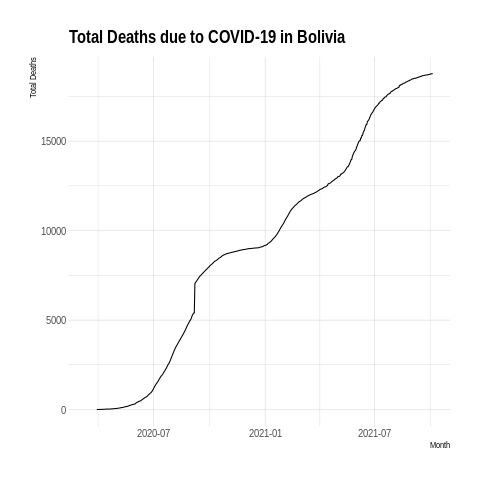 Total Deaths due to COVID-19 in Bolivia
Total Deaths
15000
10000
5000
0
2020-07 2021-01 2021-07
Month